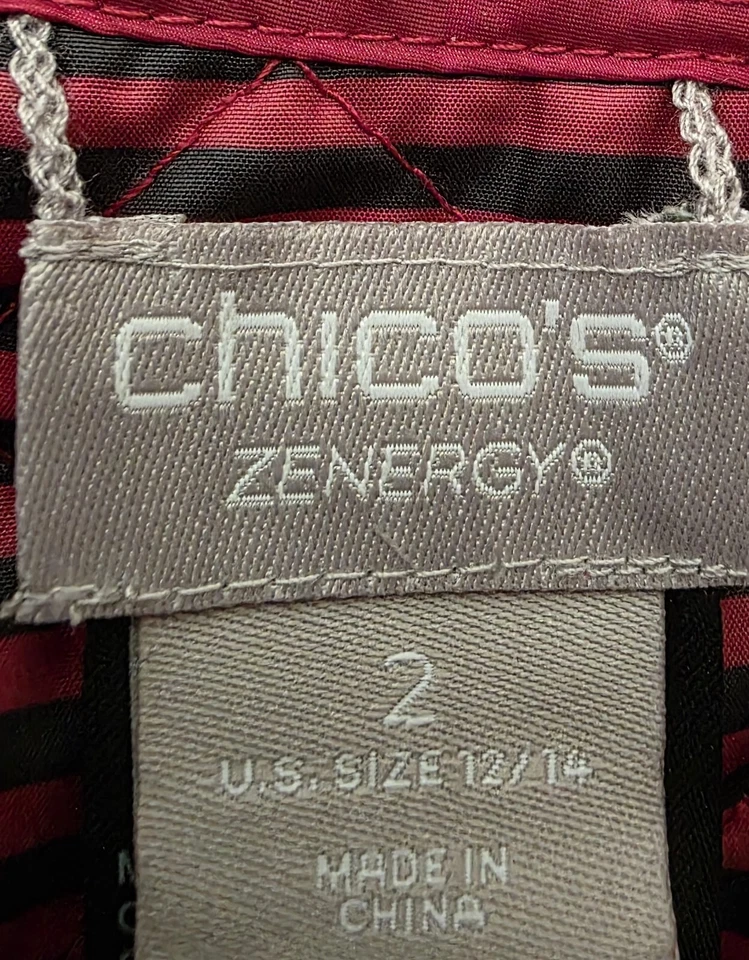 chico's®
ZENERGY®
2
U.S. SIZE 12/14
MADE IN
CHINA